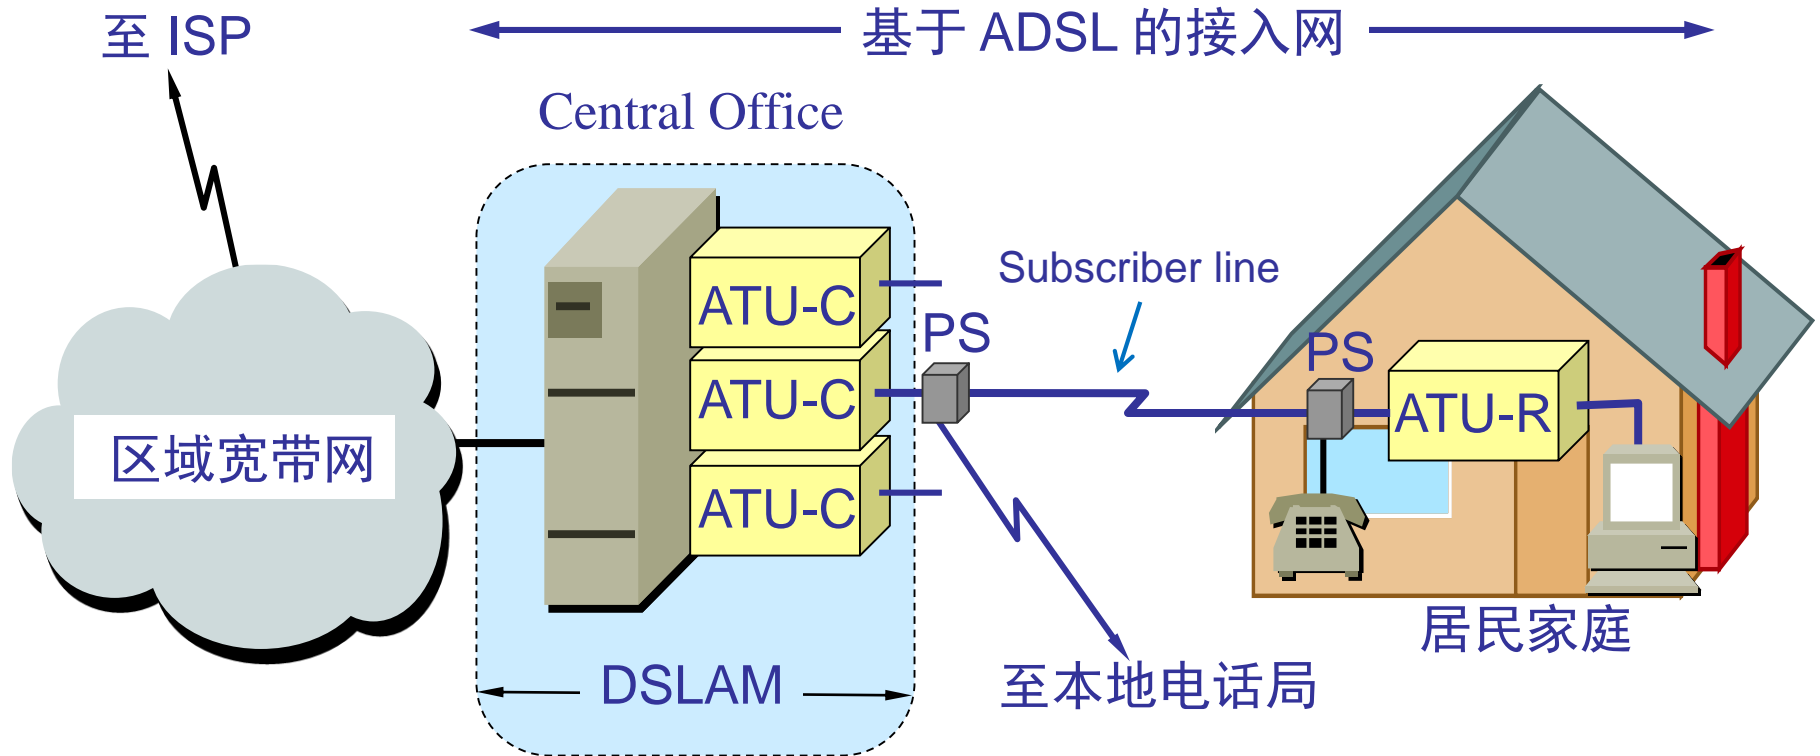 至 ISP
基于 ADSL 的接入网
Central Office
Subscriber line
ATU-C
PS
PS
ATU-C
ATU-R
区域宽带网
ATU-C
居民家庭
DSLAM
至本地电话局